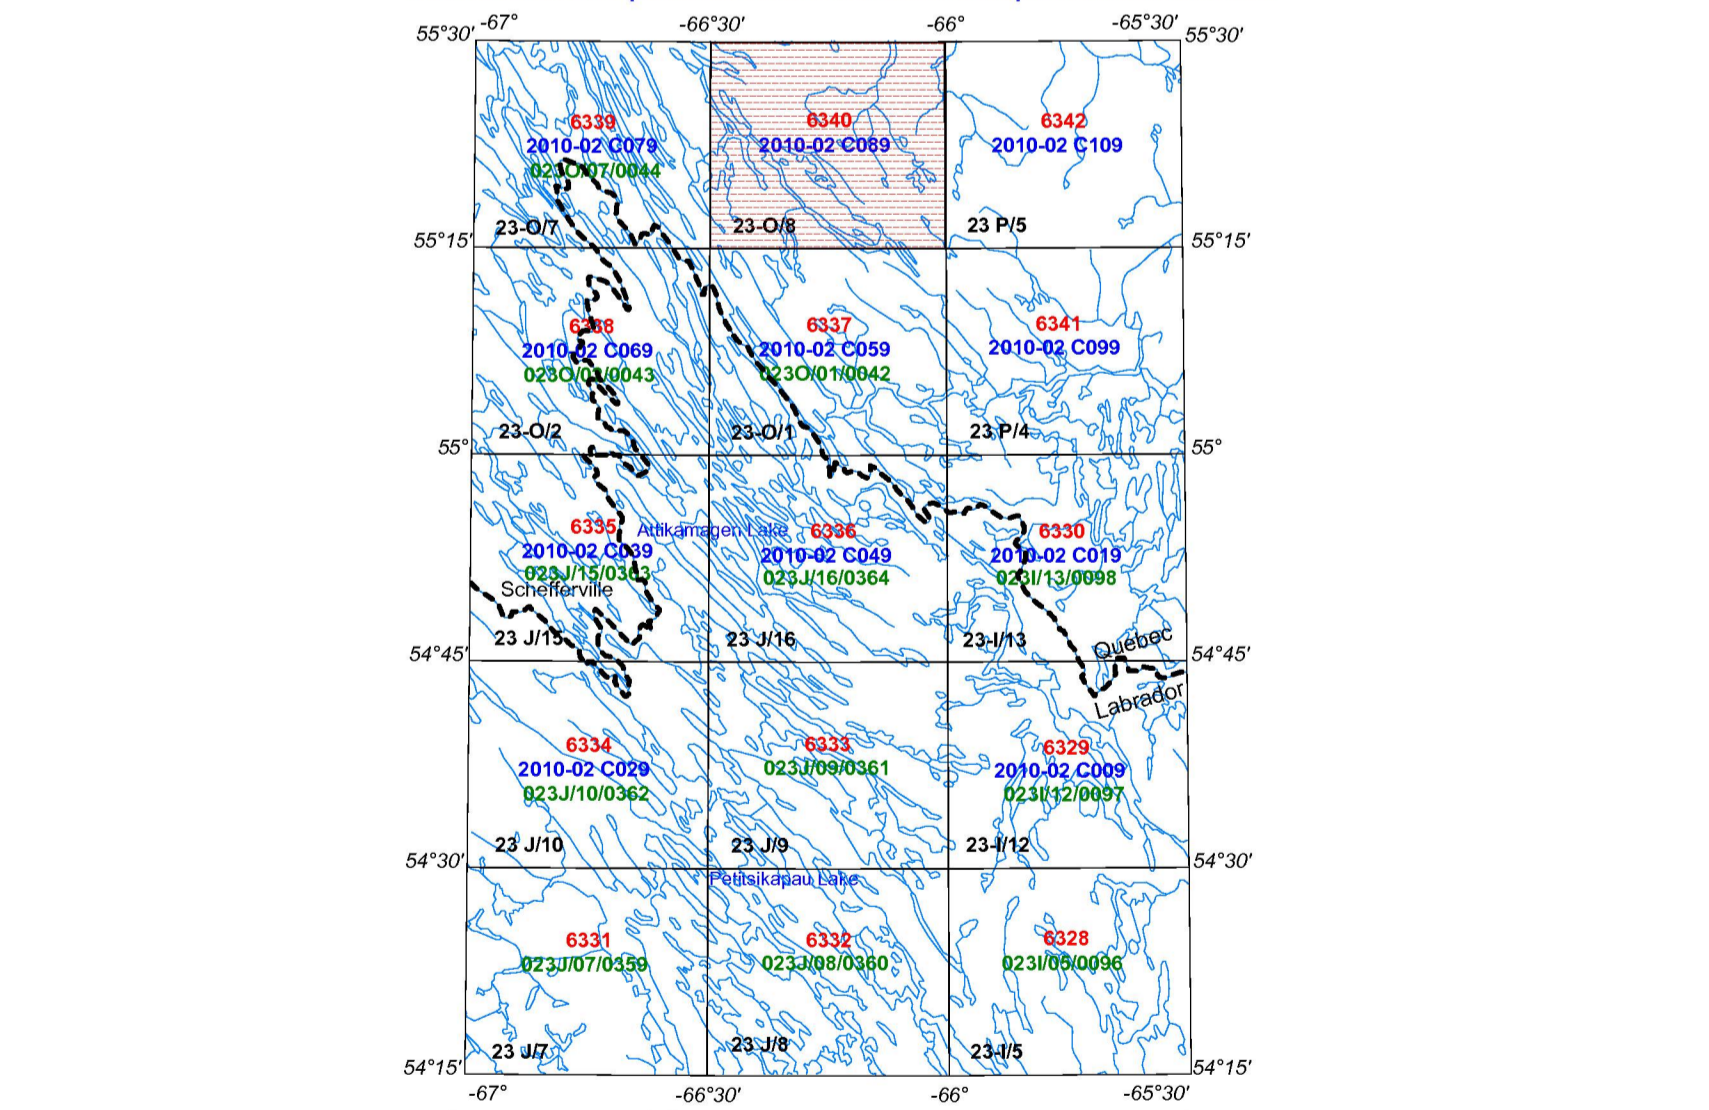 -67° -66°30' -66° -65°30'
55°30' 55°30'
6339 6340 6342
2010-02 C079 2010-02 C089 2010-02 C109
023O/07/0044
23-O/7 23-O/8 23 P/5
55°15' 55°15'
6338 6337 6341
2010-02 C069 2010-02 C059 2010-02 C099
023O/02/0043 023O/01/0042
23-O/2 23-O/1 23 P/4
55° 55°
6335 Attikamagen Lake 6336 6330
2010-02 C039 2010-02 C049 2010-02 C019
023J/15/0363 023J/16/0364 023I/13/0098
Schefferville
23 J/15 23 J/16 23-I/13 Quebec
54°45' 54°45'
Labrador
6334 6333 6329
2010-02 C029 023J/09/0361 2010-02 C009
023J/10/0362 023I/12/0097
23 J/10 23 J/9 23-I/12
54°30' 54°30'
Petitsikapau Lake
6331 6332 6328
023J/07/0359 023J/08/0360 023I/05/0096
23 J/7 23 J/8 23-I/5
54°15' 54°15'
-67° -66°30' -66° -65°30'